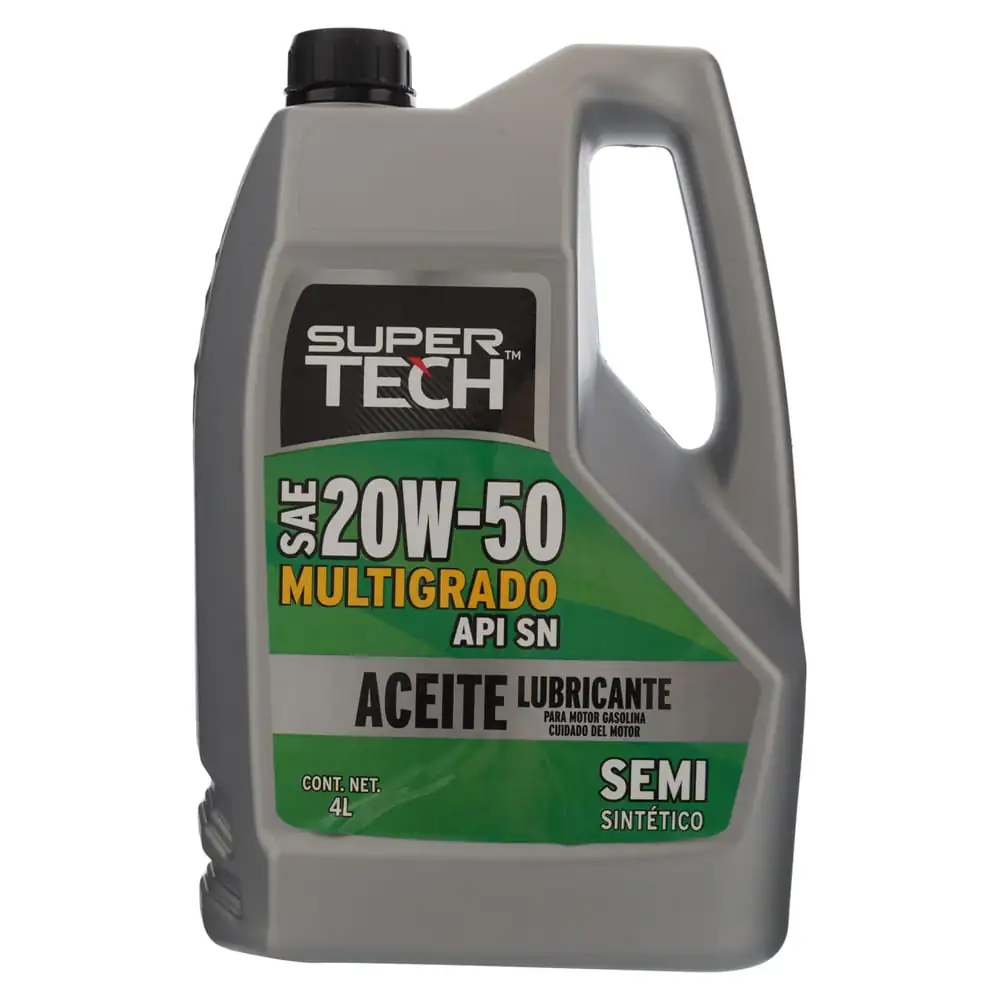 SUPER
TECH™
SAE 20W-50
MULTIGRADO
API SN
ACEITE LUBRICANTE
PARA MOTOR GASOLINA
CUIDADO DEL MOTOR
CONT. NET.
4L
SEMI
SINTÉTICO